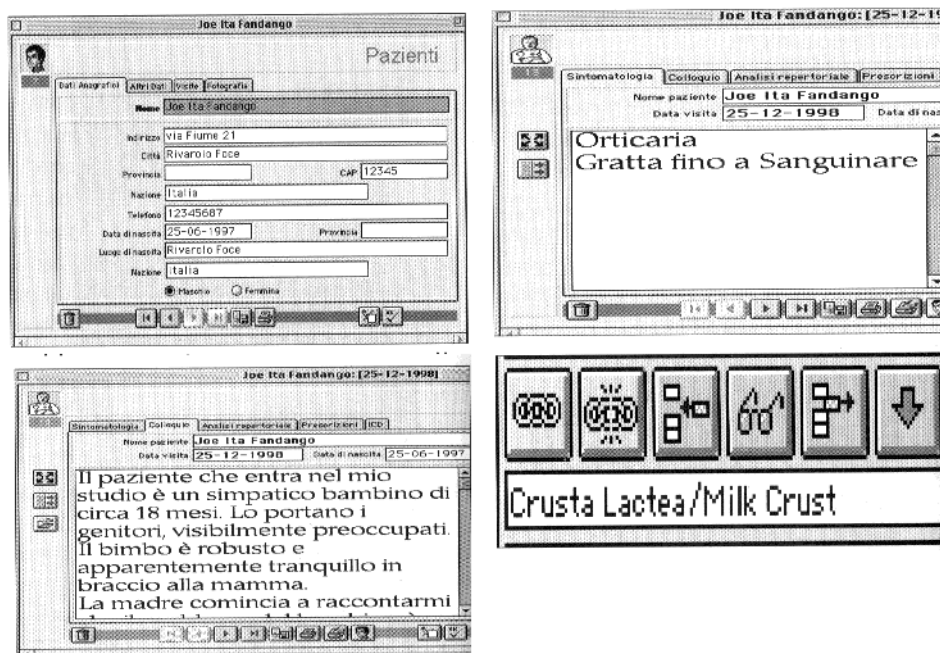 Joe Ita Fandango
Pazienti
Dati Anagrafici Altri Dati Visite Fotografia
Nome Joe Ita Fandango
Indirizzo via Fiume 21
Città Rivarolo Foce
Provincia CAP 12345
Nazione Italia
Telefono 12345687
Data di nascita 25-06-1997 Provincia
Luogo di nascita Rivarolo Foce
Nazione Italia
Maschio Femmina
Joe Ita Fandango: [25-12-19
Sintomatologia Colloquio Analisi repertoriale Prescrizioni
Nome paziente Joe Ita Fandango
Data visita 25-12-1998 Data di nas
Orticaria
Gratta fino a Sanguinare
Joe Ita Fandango: [25-12-1998]
Sintomatologia Colloquio Analisi repertoriale Prescrizioni ICD
Nome paziente Joe Ita Fandango
Data visita 25-12-1998 Data di nascita 25-06-1997
Il paziente che entra nel mio
studio è un simpatico bambino di
circa 18 mesi. Lo portano i
genitori, visibilmente preoccupati.
Il bimbo è robusto e
apparentemente tranquillo in
braccio alla mamma.
La madre comincia a raccontarmi
Crusta Lactea/Milk Crust